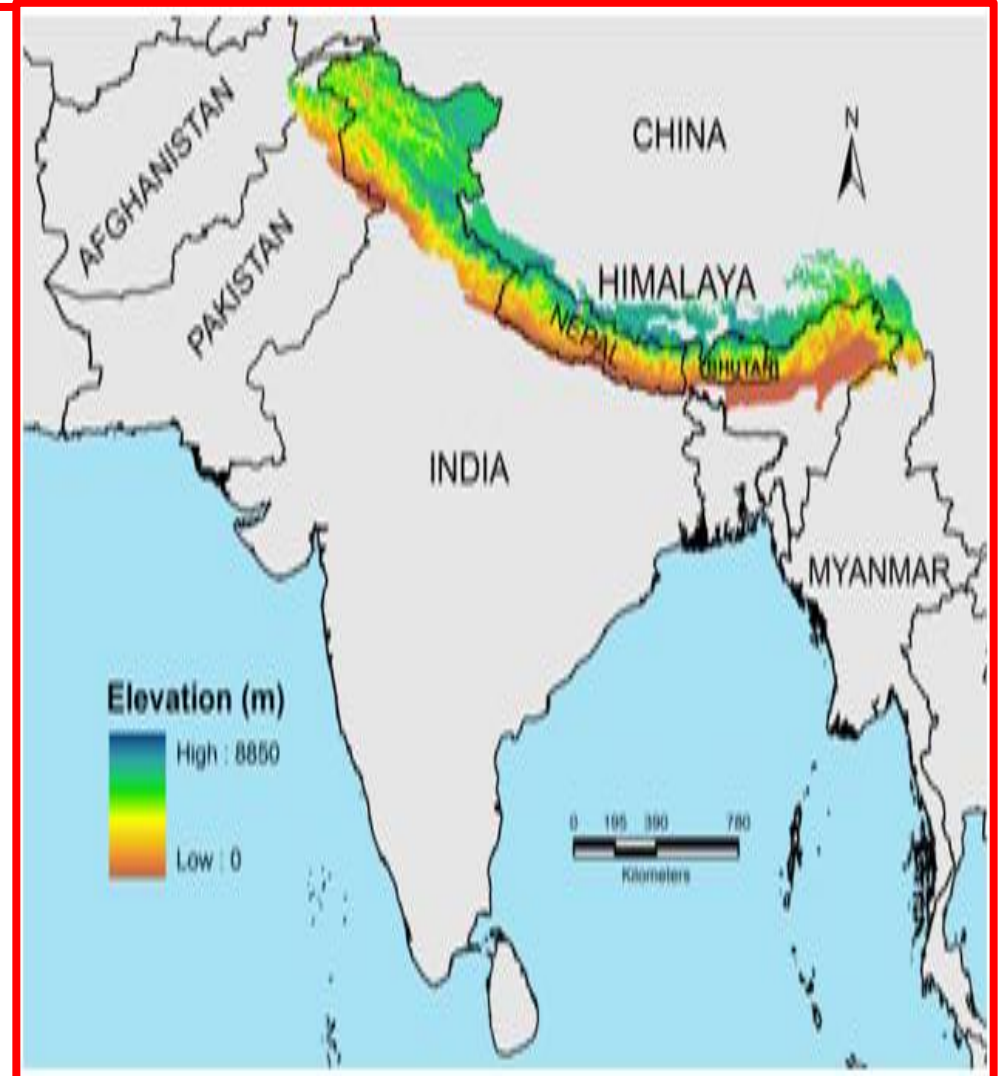 AFGHANISTAN
PAKISTAN
CHINA
N
HIMALAYA
NEPAL
BHUTAN
INDIA
MYANMAR
Elevation (m)
High : 8850
Low : 0
0 195 390 780
Kilometers